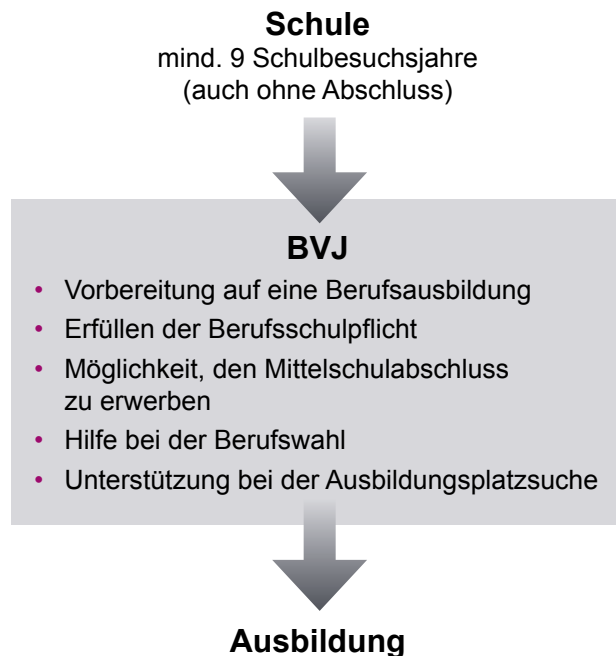 Schule
mind. 9 Schulbesuchsjahre
(auch ohne Abschluss)
BVJ
• Vorbereitung auf eine Berufsausbildung
• Erfüllen der Berufsschulpflicht
• Möglichkeit, den Mittelschulabschluss
zu erwerben
• Hilfe bei der Berufswahl
• Unterstützung bei der Ausbildungsplatzsuche
Ausbildung